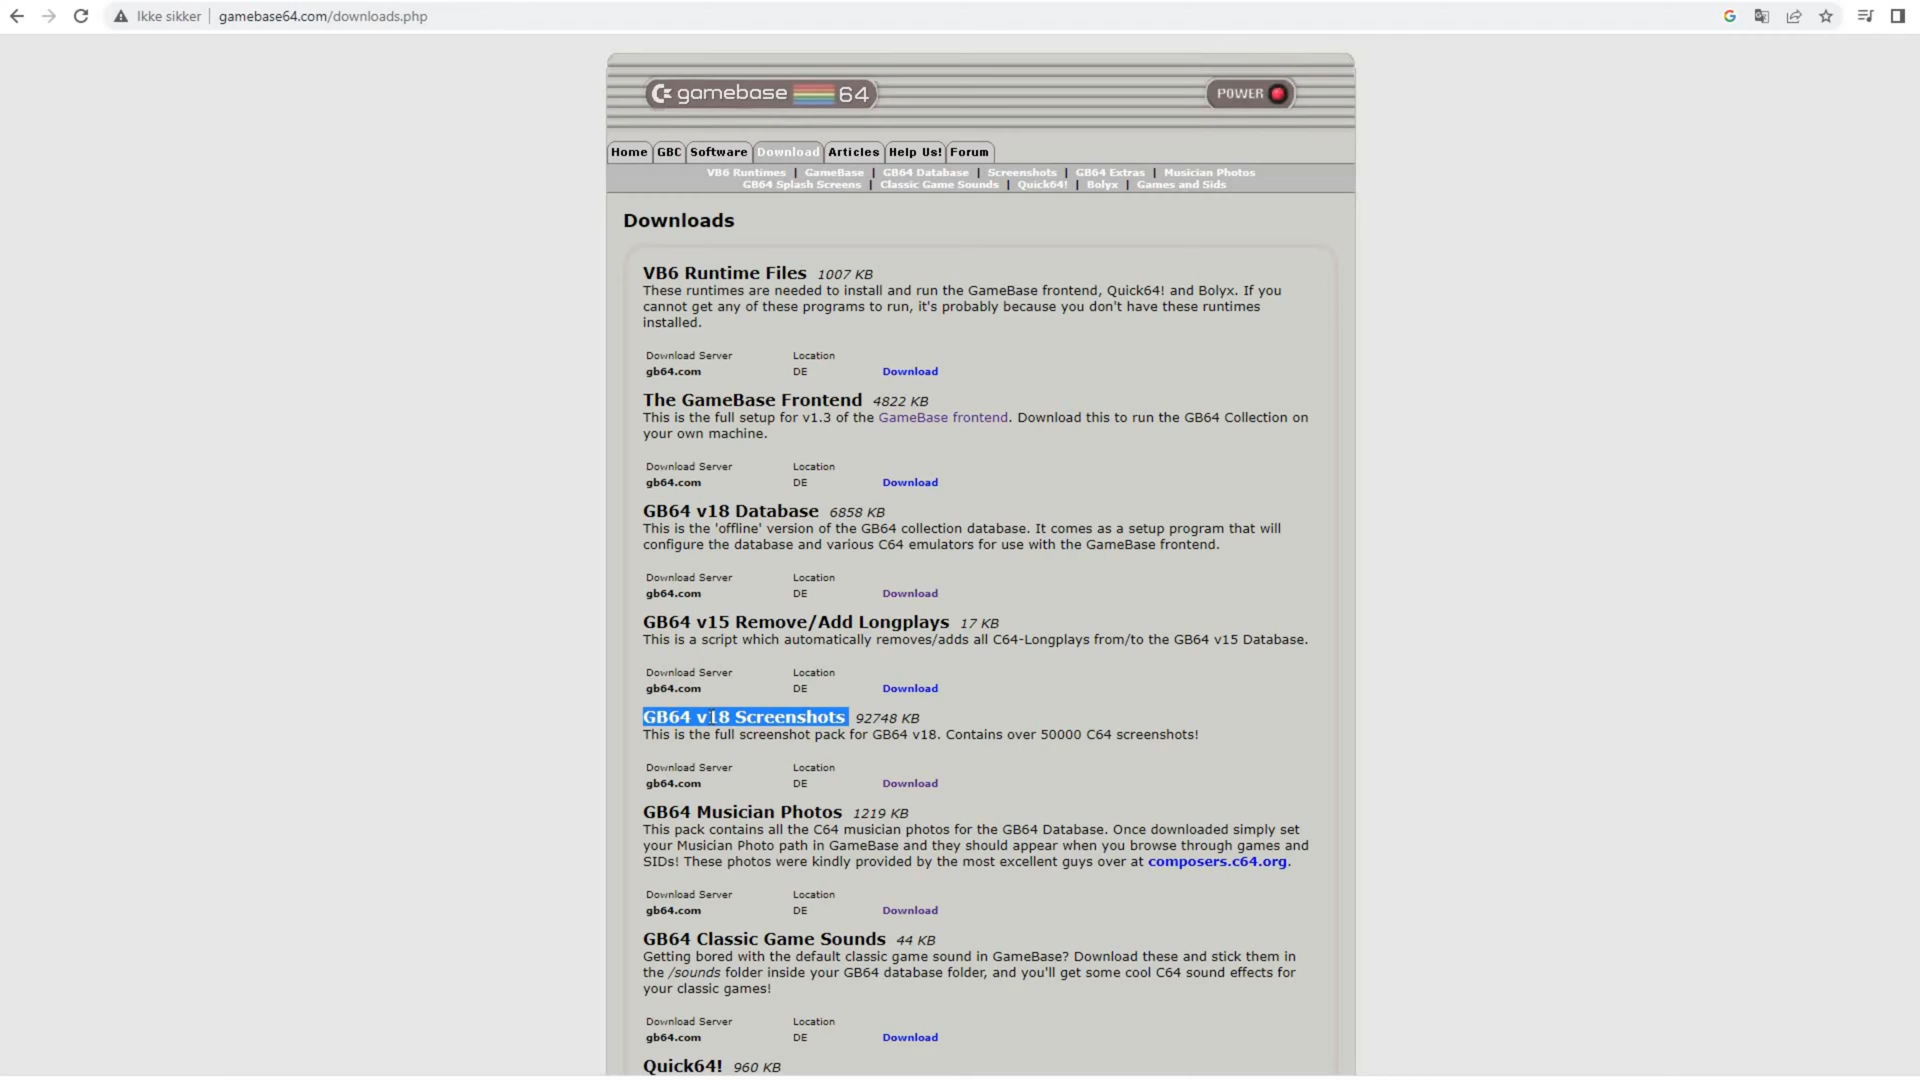 Ikke sikker | gamebase64.com/downloads.php
gamebase 64
POWER
Home GBC Software Download Articles Help Us! Forum
VB6 Runtimes | GameBase | GB64 Database | Screenshots | GB64 Extras | Musician Photos
GB64 Splash Screens | Classic Game Sounds | Quick64! | Bolyx | Games and Sids
Downloads
VB6 Runtime Files 1007 KB
These runtimes are needed to install and run the GameBase frontend, Quick64! and Bolyx. If you
cannot get any of these programs to run, it's probably because you don't have these runtimes
installed.
Download Server Location
gb64.com DE Download
The GameBase Frontend 4822 KB
This is the full setup for v1.3 of the GameBase frontend. Download this to run the GB64 Collection on
your own machine.
Download Server Location
gb64.com DE Download
GB64 v18 Database 6858 KB
This is the 'offline' version of the GB64 collection database. It comes as a setup program that will
configure the database and various C64 emulators for use with the GameBase frontend.
Download Server Location
gb64.com DE Download
GB64 v15 Remove/Add Longplays 17 KB
This is a script which automatically removes/adds all C64-Longplays from/to the GB64 v15 Database.
Download Server Location
gb64.com DE Download
GB64 v18 Screenshots 92748 KB
This is the full screenshot pack for GB64 v18. Contains over 50000 C64 screenshots!
Download Server Location
gb64.com DE Download
GB64 Musician Photos 1219 KB
This pack contains all the C64 musician photos for the GB64 Database. Once downloaded simply set
your Musician Photo path in GameBase and they should appear when you browse through games and
SIDs! These photos were kindly provided by the most excellent guys over at composers.c64.org.
Download Server Location
gb64.com DE Download
GB64 Classic Game Sounds 44 KB
Getting bored with the default classic game sound in GameBase? Download these and stick them in
the /sounds folder inside your GB64 database folder, and you'll get some cool C64 sound effects for
your classic games!
Download Server Location
gb64.com DE Download
Quick64! 960 KB